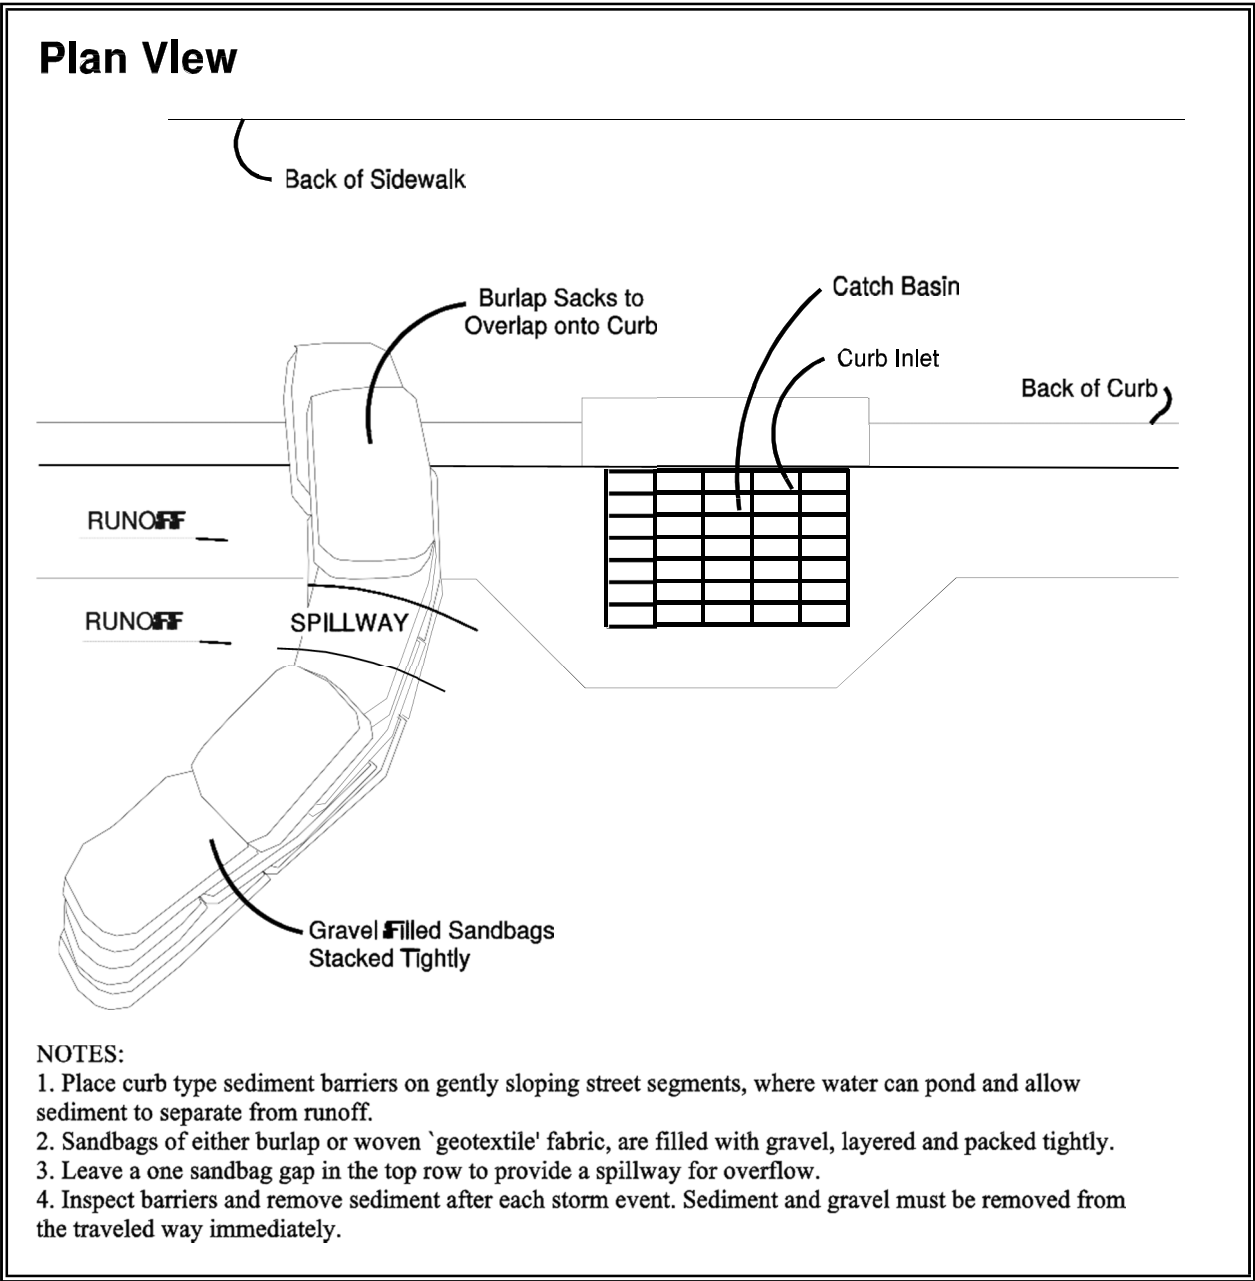 Plan VIew
Back of Sidewalk
Burlap Sacks to
Overlap onto Curb
Catch Basin
Curb Inlet
Back of Curb
RUNOFF
RUNOFF
SPILLWAY
Gravel Filled Sandbags
Stacked Tightly
NOTES:
1. Place curb type sediment barriers on gently sloping street segments, where water can pond and allow
sediment to separate from runoff.
2. Sandbags of either burlap or woven `geotextile' fabric, are filled with gravel, layered and packed tightly.
3. Leave a one sandbag gap in the top row to provide a spillway for overflow.
4. Inspect barriers and remove sediment after each storm event. Sediment and gravel must be removed from
the traveled way immediately.